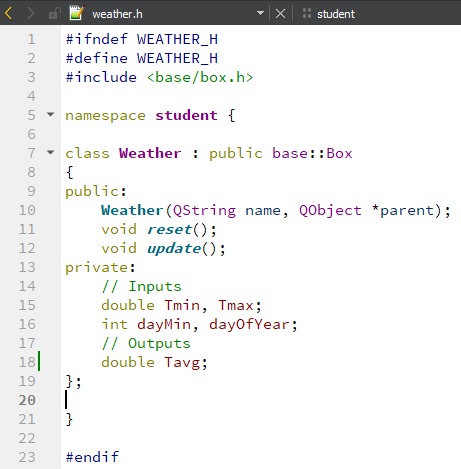 weather.h student
1 #ifndef WEATHER_H
2 #define WEATHER_H
3 #include <base/box.h>
4
5 namespace student {
6
7 class Weather : public base::Box
8 {
9 public:
10     Weather(QString name, QObject *parent);
11     void reset();
12     void update();
13 private:
14     // Inputs
15     double Tmin, Tmax;
16     int dayMin, dayOfYear;
17     // Outputs
18     double Tavg;
19 };
20
21 }
22
23 #endif